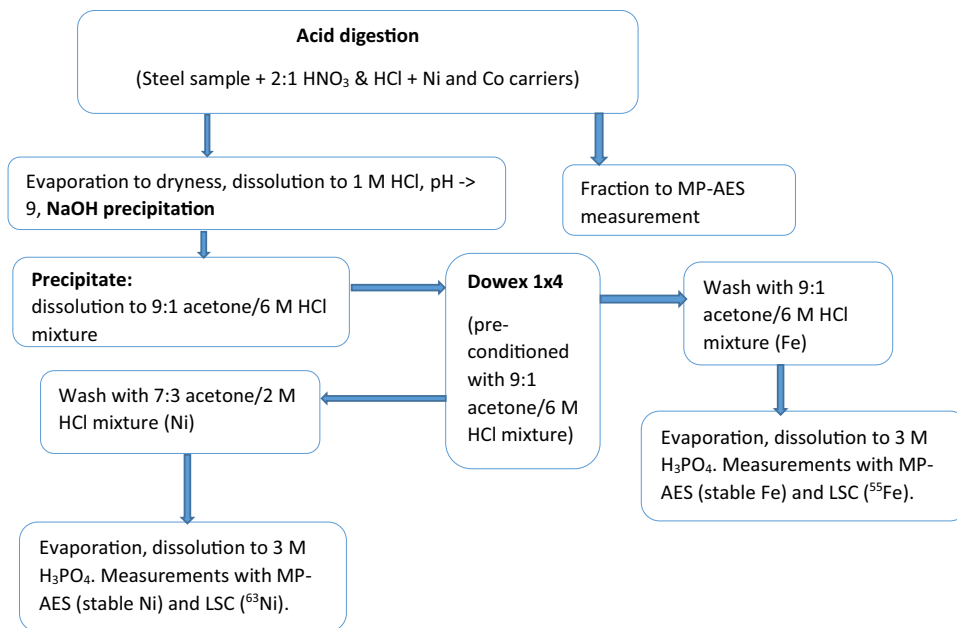 Acid digestion
(Steel sample + 2:1 HNO₃ & HCl + Ni and Co carriers)
Evaporation to dryness, dissolution to 1 M HCl, pH ->
9, NaOH precipitation
Fraction to MP-AES
measurement
Precipitate:
dissolution to 9:1 acetone/6 M HCl
mixture
Dowex 1x4
(pre-
conditioned
with 9:1
acetone/6 M
HCl mixture)
Wash with 9:1
acetone/6 M HCl
mixture (Fe)
Wash with 7:3 acetone/2 M
HCl mixture (Ni)
Evaporation, dissolution to 3 M
H₃PO₄. Measurements with MP-
AES (stable Fe) and LSC (⁵⁵Fe).
Evaporation, dissolution to 3 M
H₃PO₄. Measurements with MP-
AES (stable Ni) and LSC (⁶³Ni).